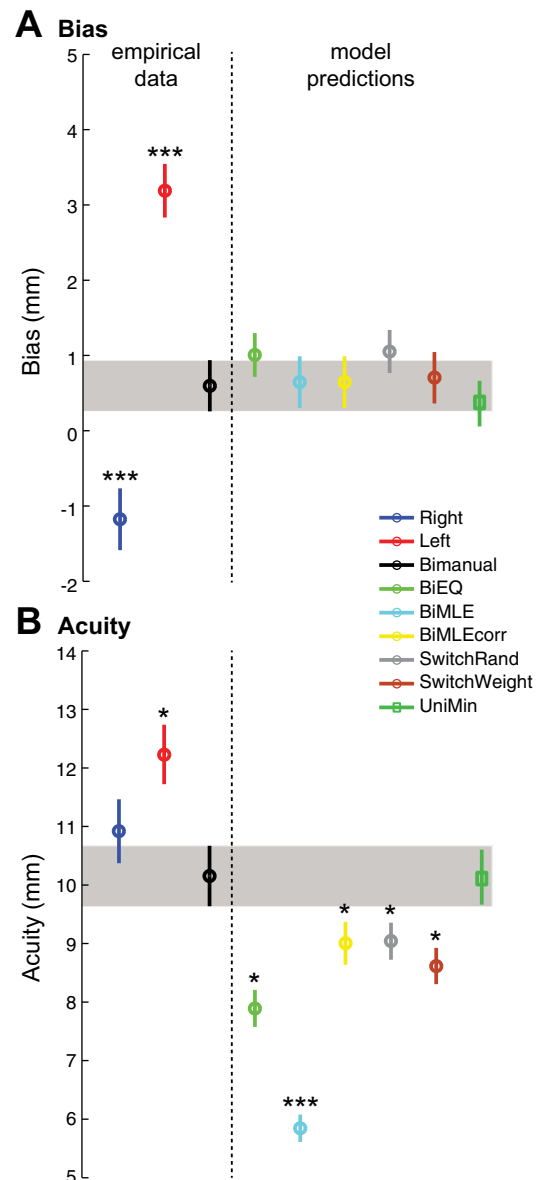 A Bias
empirical data
model predictions
5
4
3
2
1
0
-1
-2
Bias (mm)
***
***
Right
Left
Bimanual
BiEQ
BiMLE
BiMLEcorr
SwitchRand
SwitchWeight
UniMin
B Acuity
14
13
12
11
10
9
8
7
6
5
Acuity (mm)
*
*
*
*
*
***